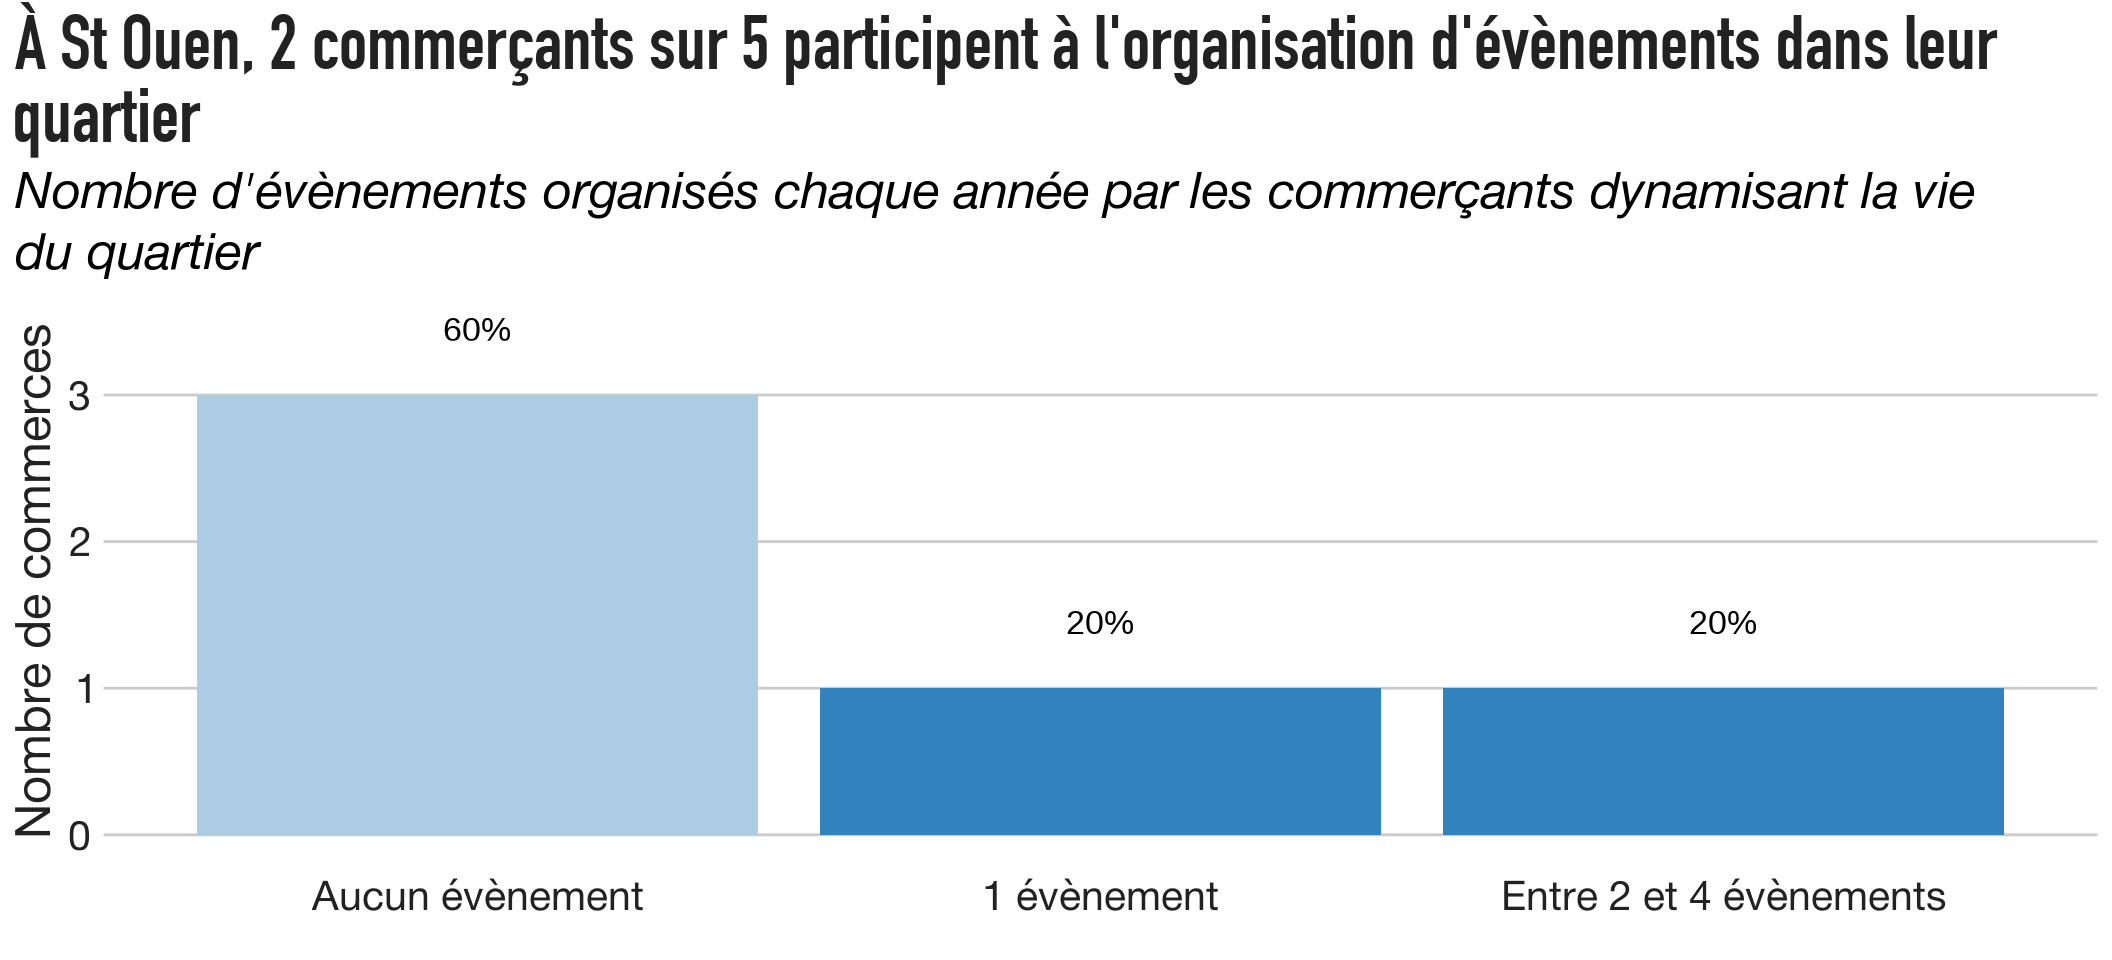 À St Ouen, 2 commerçants sur 5 participent à l'organisation d'évènements dans leur
quartier
Nombre d'évènements organisés chaque année par les commerçants dynamisant la vie
du quartier
Nombre de commerces
60%
3
2
20%
20%
1
0
Aucun évènement
1 évènement
Entre 2 et 4 évènements